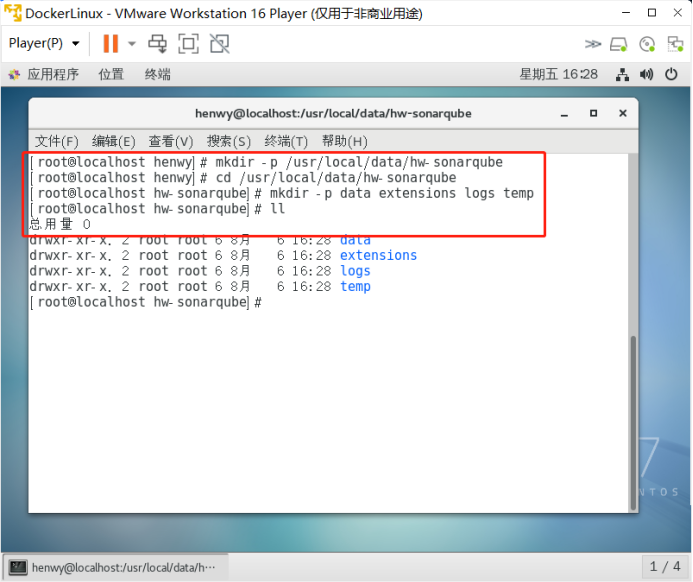 DockerLinux - VMware Workstation 16 Player (仅用于非商业用途)
Player(P)
应用程序 位置 终端 星期五 16:28
henwy@localhost:/usr/local/data/hw-sonarqube
文件(F) 编辑(E) 查看(V) 搜索(S) 终端(T) 帮助(H)
[root@localhost henwy]# mkdir -p /usr/local/data/hw-sonarqube
[root@localhost henwy]# cd /usr/local/data/hw-sonarqube
[root@localhost hw-sonarqube]# mkdir -p data extensions logs temp
[root@localhost hw-sonarqube]# ll
总用量 0
drwxr-xr-x. 2 root root 6 8月 6 16:28 data
drwxr-xr-x. 2 root root 6 8月 6 16:28 extensions
drwxr-xr-x. 2 root root 6 8月 6 16:28 logs
drwxr-xr-x. 2 root root 6 8月 6 16:28 temp
[root@localhost hw-sonarqube]#
7
NTOS
henwy@localhost:/usr/local/data/h···
1 / 4